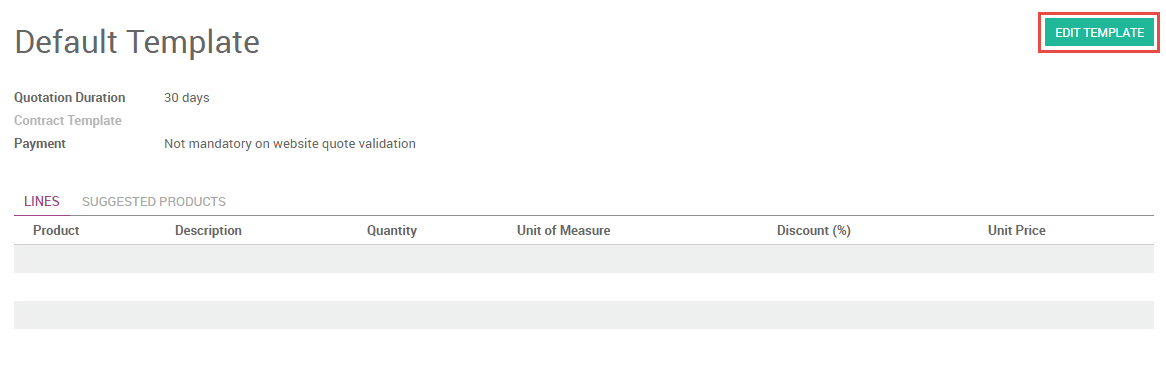 Default Template
EDIT TEMPLATE
Quotation Duration 30 days
Contract Template
Payment Not mandatory on website quote validation
LINES SUGGESTED PRODUCTS
Product Description Quantity Unit of Measure Discount (%) Unit Price